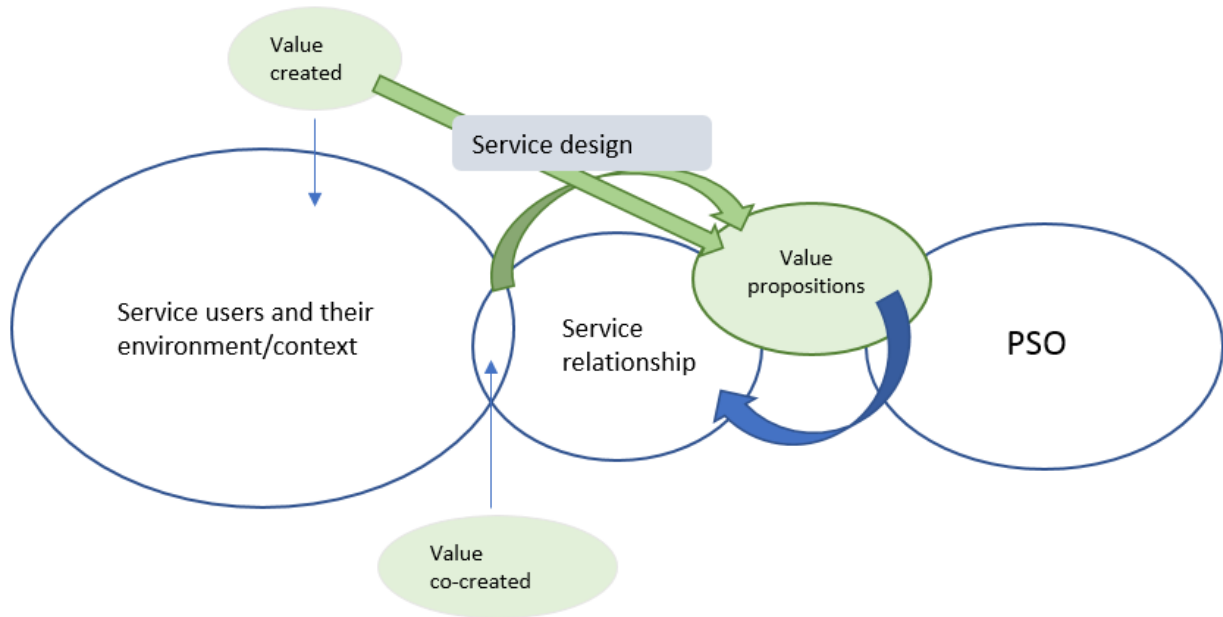 Value
created
Service design
Value
propositions
Service users and their
environment/context
Service
relationship
PSO
Value
co-created